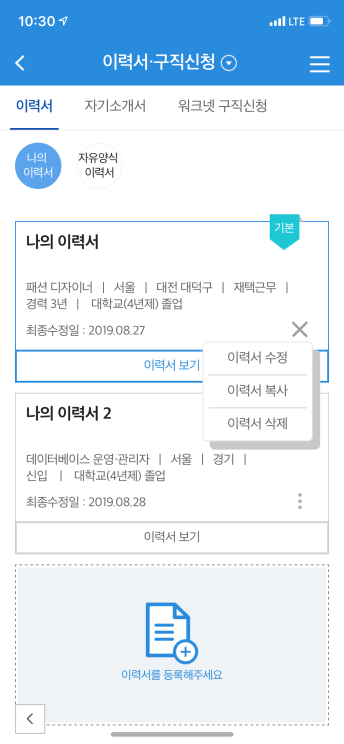 10:30
LTE
이력서·구직신청
이력서
자기소개서
워크넷 구직신청
나의
이력서
자유양식
이력서
기본
나의 이력서
패션 디자이너 | 서울 | 대전 대덕구 | 재택근무 |
경력 3년 | 대학교(4년제) 졸업
최종수정일 : 2019.08.27
이력서 보기
이력서 수정
이력서 복사
이력서 삭제
나의 이력서 2
데이터베이스 운영·관리자 | 서울 | 경기 |
신입 | 대학교(4년제) 졸업
최종수정일 : 2019.08.28
이력서 보기
이력서를 등록해주세요